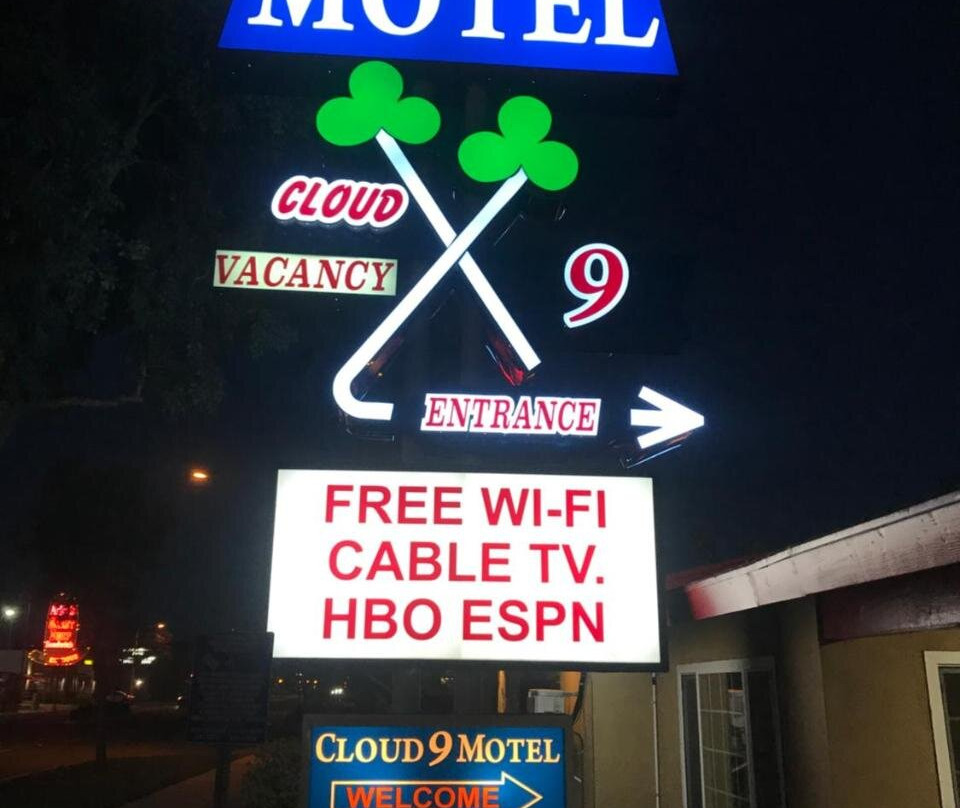 MOTEL
CLOUD
VACANCY
9
ENTRANCE
FREE WI-FI
CABLE TV.
HBO ESPN
CLOUD 9 MOTEL
WELCOME